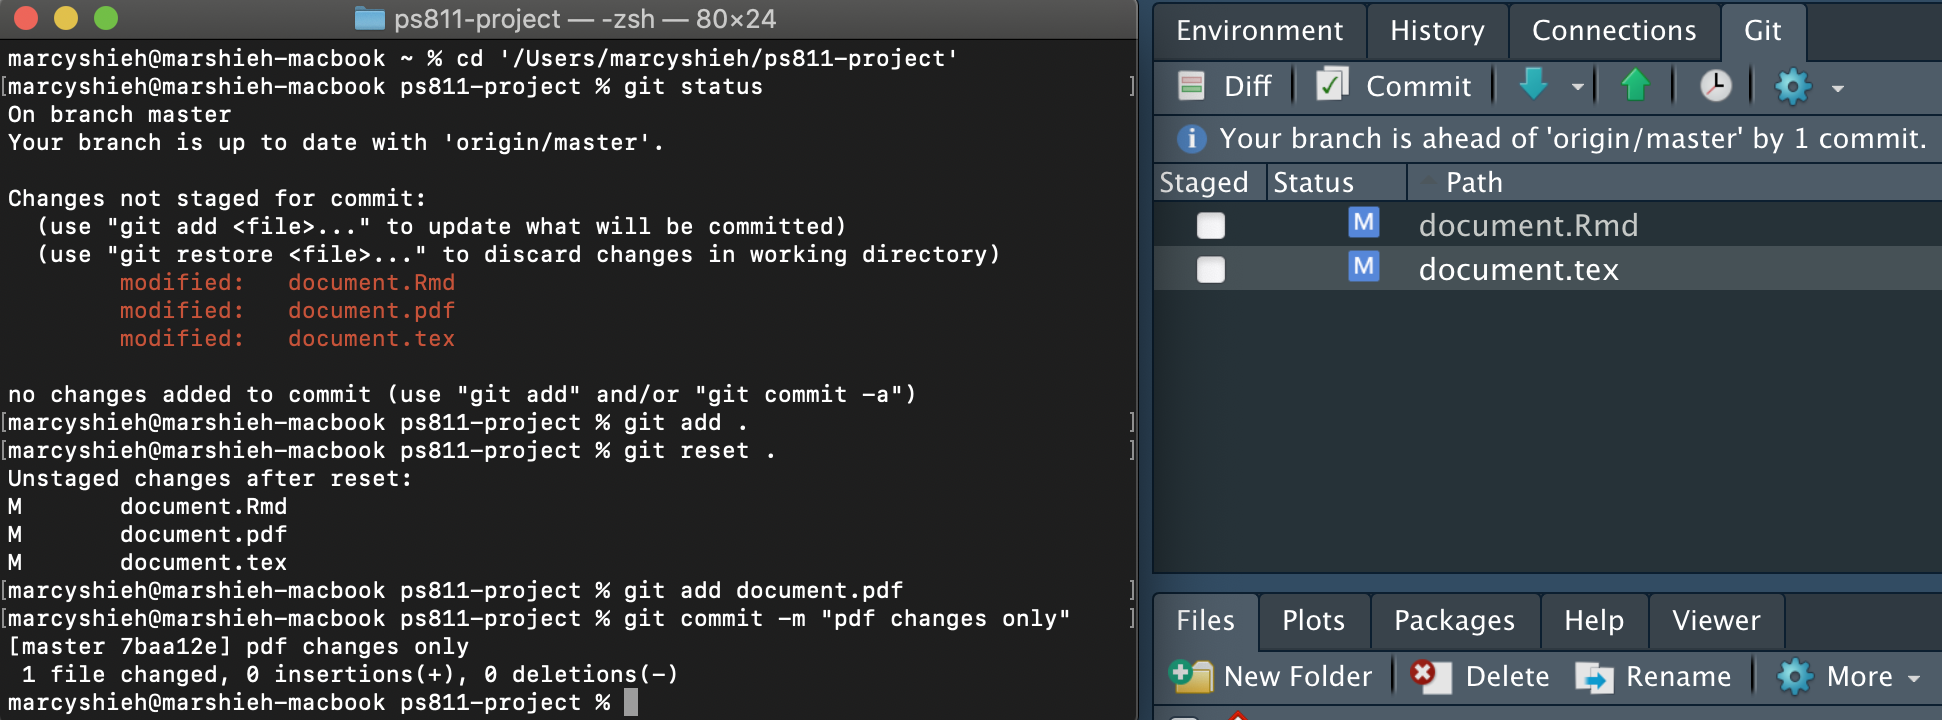 ps811-project — -zsh — 80×24
marcyshieh@marshieh-macbook ~ % cd '/Users/marcyshieh/ps811-project'
[marcyshieh@marshieh-macbook ps811-project % git status ]
On branch master
Your branch is up to date with 'origin/master'.
Changes not staged for commit:
(use "git add <file>..." to update what will be committed)
(use "git restore <file>..." to discard changes in working directory)
modified: document.Rmd
modified: document.pdf
modified: document.tex
no changes added to commit (use "git add" and/or "git commit -a")
[marcyshieh@marshieh-macbook ps811-project % git add . ]
[marcyshieh@marshieh-macbook ps811-project % git reset . ]
Unstaged changes after reset:
M document.Rmd
M document.pdf
M document.tex
[marcyshieh@marshieh-macbook ps811-project % git add document.pdf ]
[marcyshieh@marshieh-macbook ps811-project % git commit -m "pdf changes only" ]
[master 7baa12e] pdf changes only
1 file changed, 0 insertions(+), 0 deletions(-)
marcyshieh@marshieh-macbook ps811-project %
Environment History Connections Git
Diff Commit
Your branch is ahead of 'origin/master' by 1 commit.
Staged Status Path
M document.Rmd
M document.tex
Files Plots Packages Help Viewer
New Folder Delete Rename More